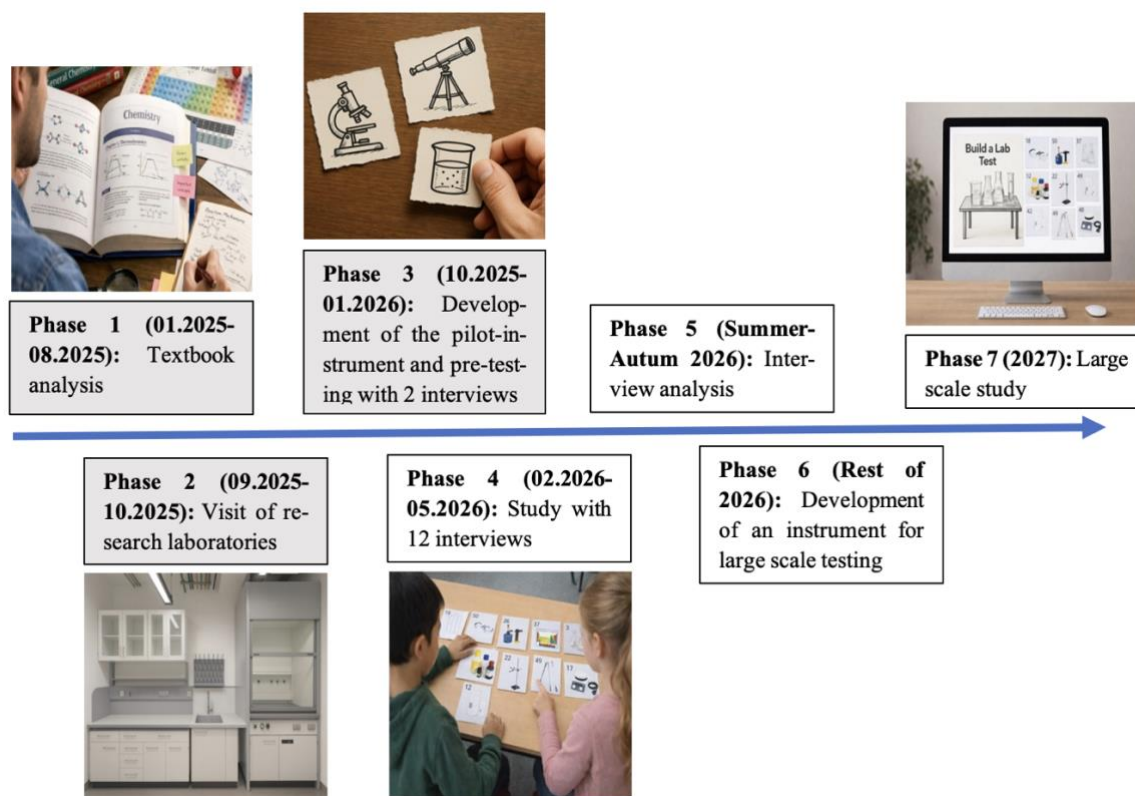 Chemistry
Phase 1 (01.2025-
08.2025): Textbook
analysis
Phase 2 (09.2025-
10.2025): Visit of re-
search laboratories
Phase 3 (10.2025-
01.2026): Develop-
ment of the pilot-in-
strument and pre-test-
ing with 2 interviews
Phase 4 (02.2026-
05.2026): Study with
12 interviews
Phase 5 (Summer-
Autum 2026): Inter-
view analysis
Phase 6 (Rest of
2026): Development
of an instrument for
large scale testing
Build a Lab
Test
Phase 7 (2027): Large
scale study